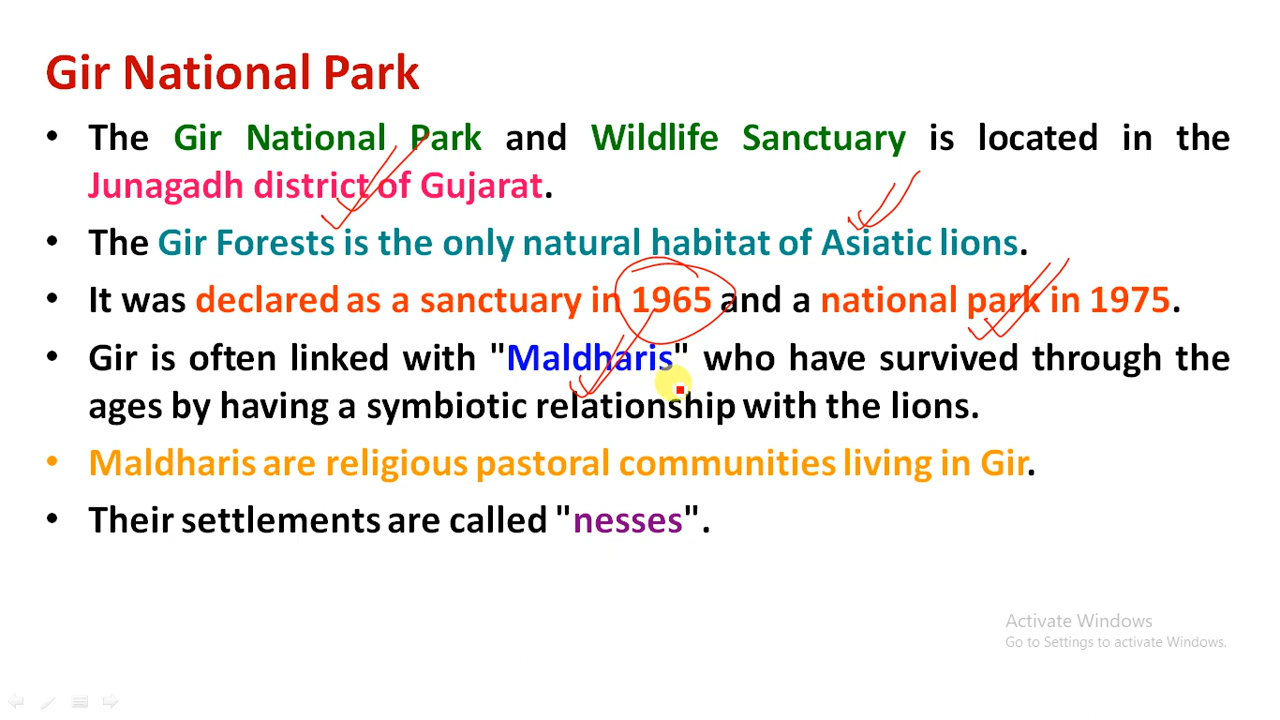 Gir National Park
• The Gir National Park and Wildlife Sanctuary is located in the
Junagadh district of Gujarat.
• The Gir Forests is the only natural habitat of Asiatic lions.
• It was declared as a sanctuary in 1965 and a national park in 1975.
• Gir is often linked with "Maldharis" who have survived through the
ages by having a symbiotic relationship with the lions.
• Maldharis are religious pastoral communities living in Gir.
• Their settlements are called "nesses".
Activate Windows
Go to Settings to activate Windows.